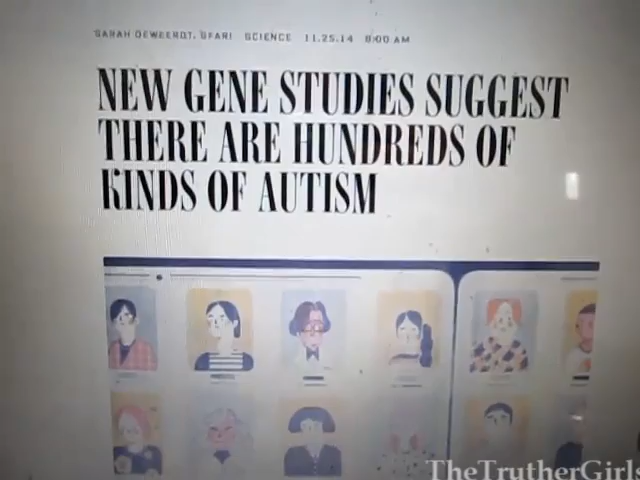 SARAH DEWEERDT, SFARI SCIENCE 11.25.14 8:00 AM
NEW GENE STUDIES SUGGEST
THERE ARE HUNDREDS OF
KINDS OF AUTISM
TheTrutherGirls